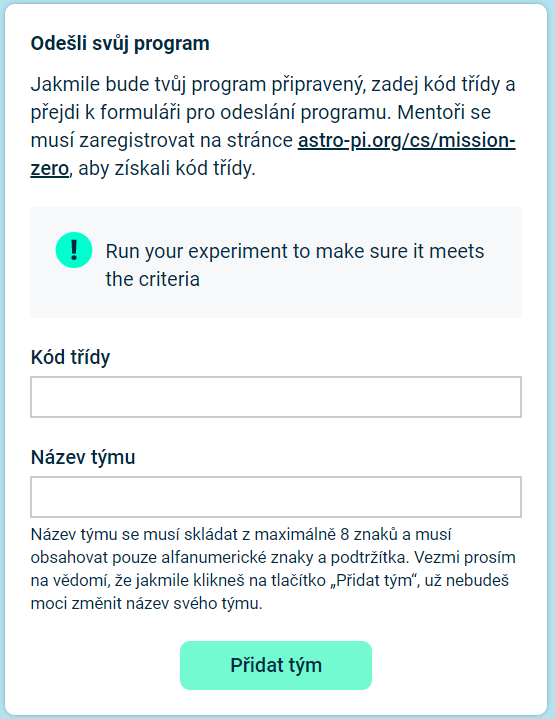 Odešli svůj program
Jakmile bude tvůj program připravený, zadej kód třídy a
přejdi k formuláři pro odeslání programu. Mentoři se
musí zaregistrovat na stránce astro-pi.org/cs/mission-
zero, aby získali kód třídy.
!
Run your experiment to make sure it meets
the criteria
Kód třídy
Název týmu
Název týmu se musí skládat z maximálně 8 znaků a musí
obsahovat pouze alfanumerické znaky a podtržítka. Vezmi prosím
na vědomí, že jakmile klikneš na tlačítko „Přidat tým“, už nebudeš
moci změnit název svého týmu.
Přidat tým